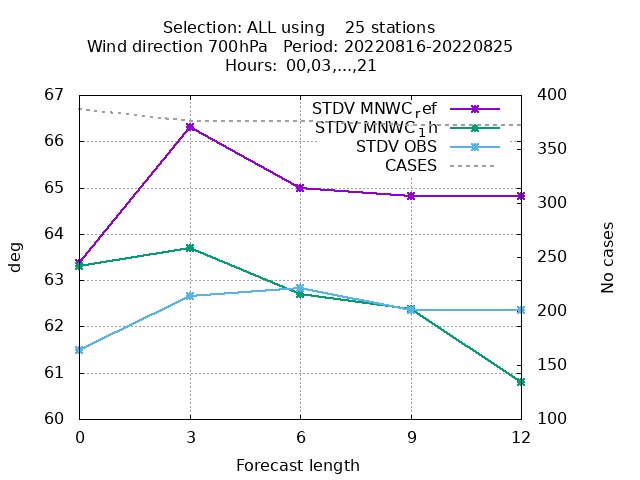 Selection: ALL using 25 stations
Wind direction 700hPa Period: 20220816-20220825
Hours: 00,03,...,21
67
66
65
64
63
62
61
60
deg
STDV MNWC_ref
STDV MNWC_1h
STDV OBS
CASES
400
350
300
250
200
150
100
No cases
0 3 6 9 12
Forecast length